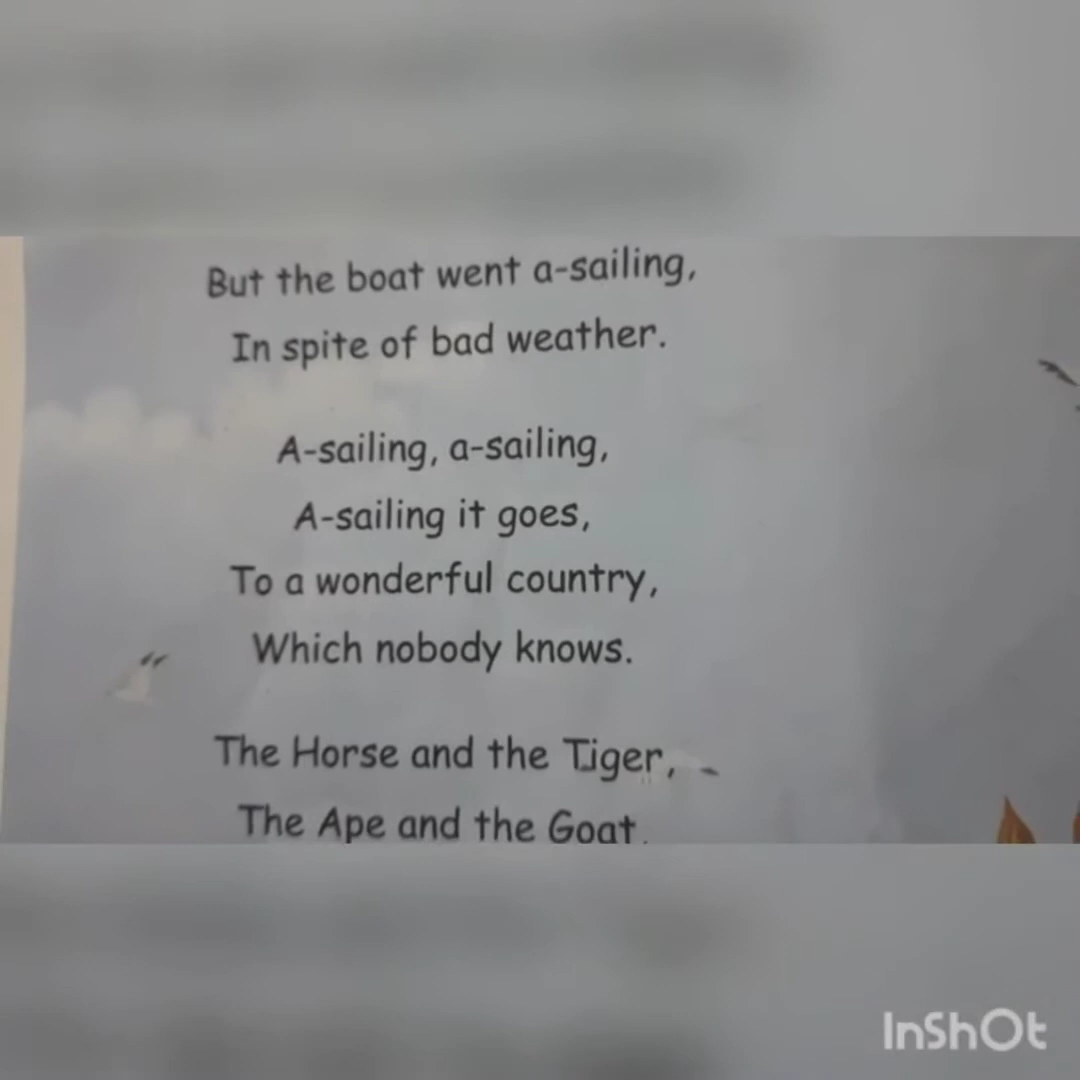 But the boat went a-sailing,
In spite of bad weather.
A-sailing, a-sailing,
A-sailing it goes,
To a wonderful country,
Which nobody knows.
The Horse and the Tiger,
The Ape and the Goat
InShOt